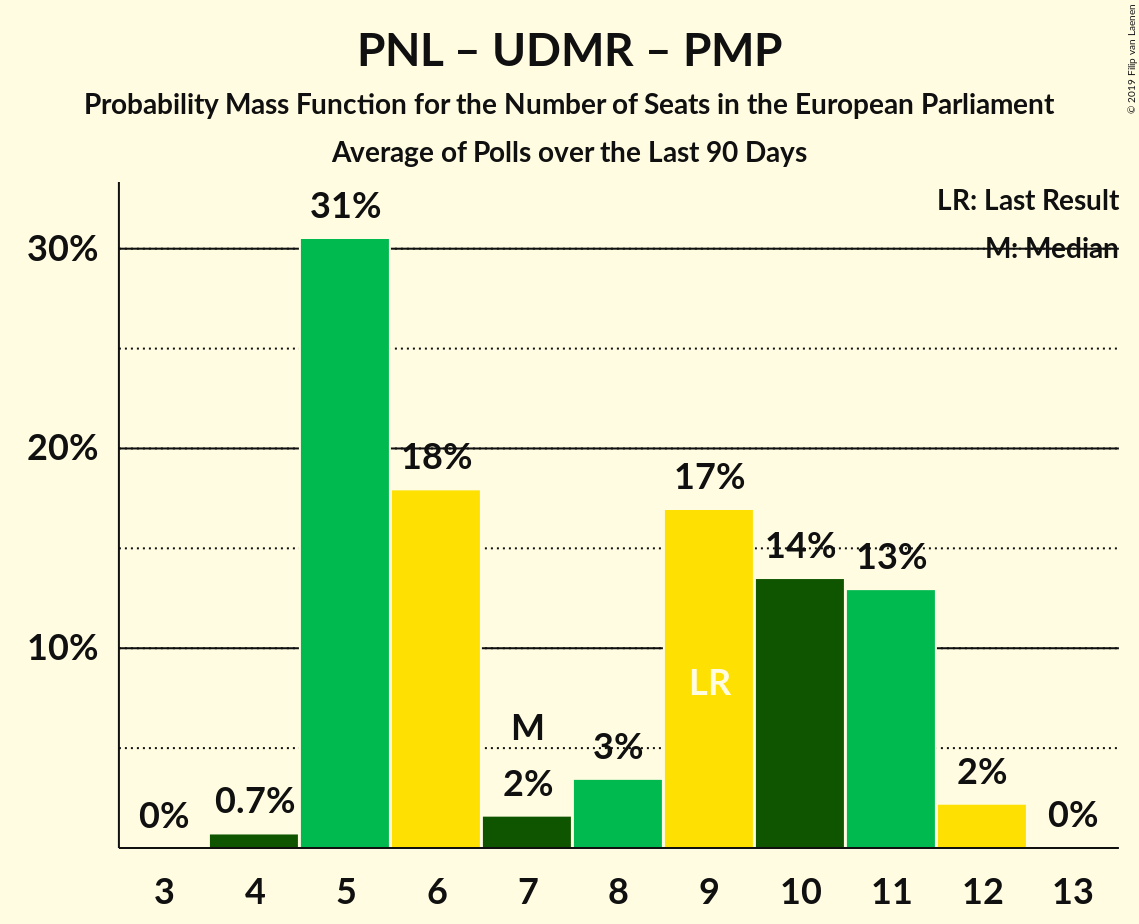 PNL – UDMR – PMP
Probability Mass Function for the Number of Seats in the European Parliament
Average of Polls over the Last 90 Days
© 2019 Filip van Laenen
LR: Last Result
M: Median
31%
30%
20%
18%
17%
14%
13%
10%
LR
M
3%
2%
2%
0.7%
0%
0%
3 4 5 6 7 8 9 10 11 12 13